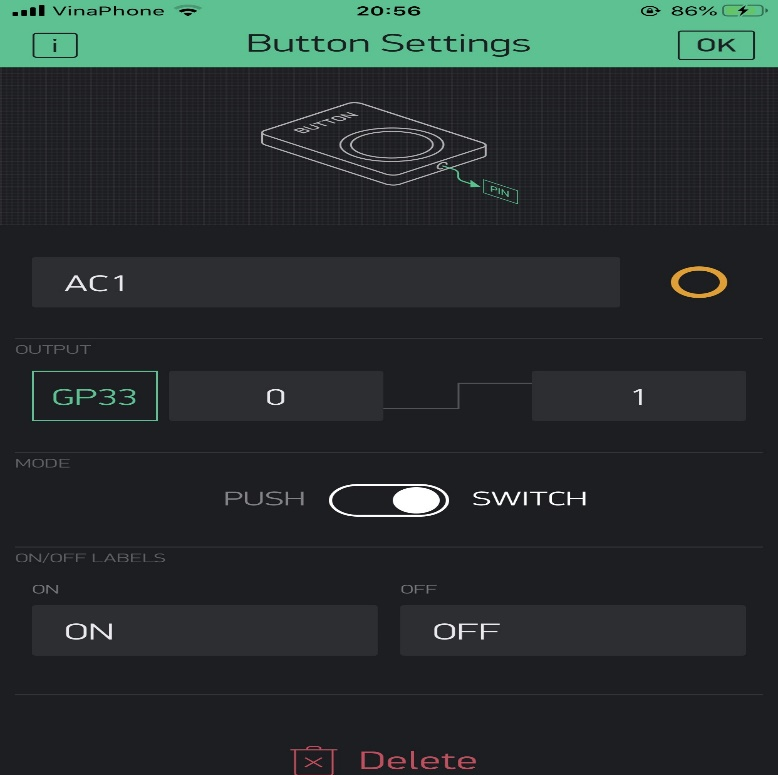 VinaPhone 20:56 86%
i Button Settings OK
BUTTON
PIN
AC1
OUTPUT
GP33 0 1
MODE
PUSH SWITCH
ON/OFF LABELS
ON OFF
ON OFF
Delete